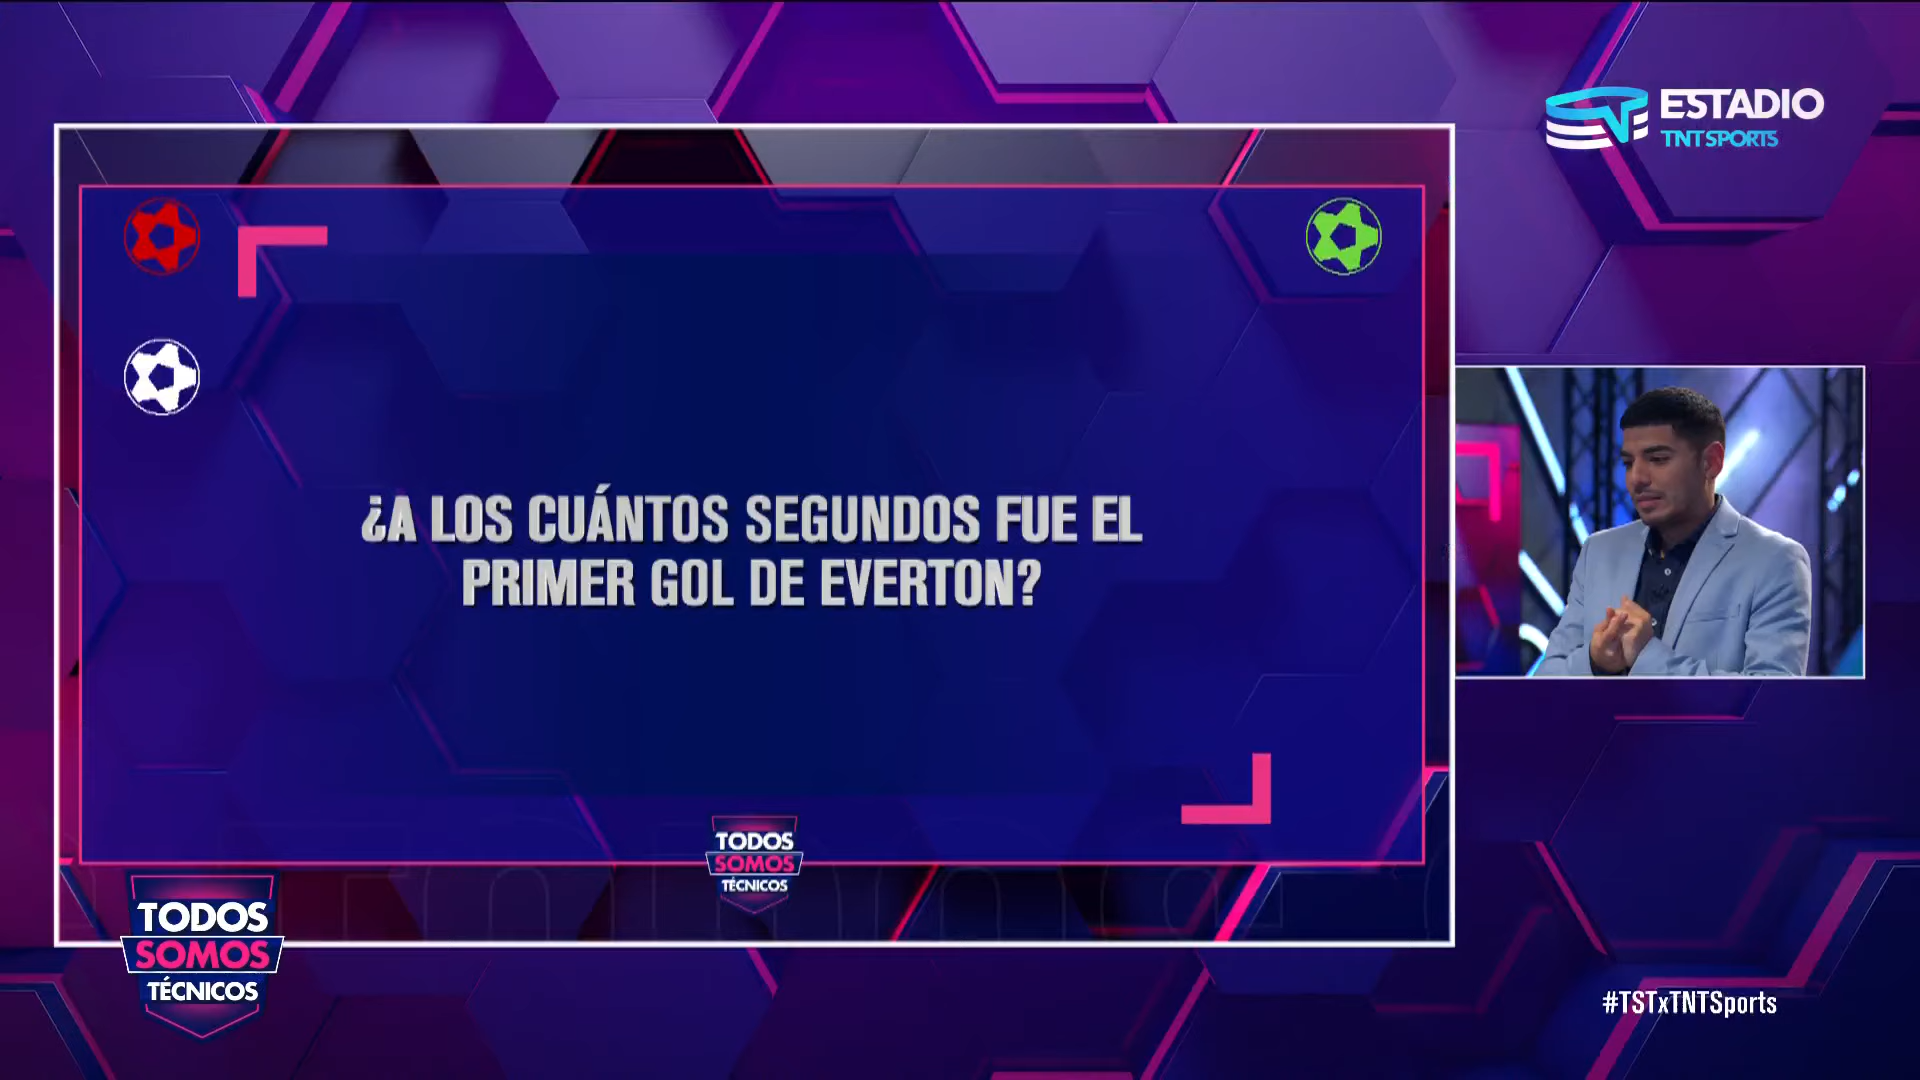 ESTADIO
TNT SPORTS
¿A LOS CUÁNTOS SEGUNDOS FUE EL
PRIMER GOL DE EVERTON?
TODOS
SOMOS
TÉCNICOS
TODOS
SOMOS
TÉCNICOS
#TSTxTNTSports